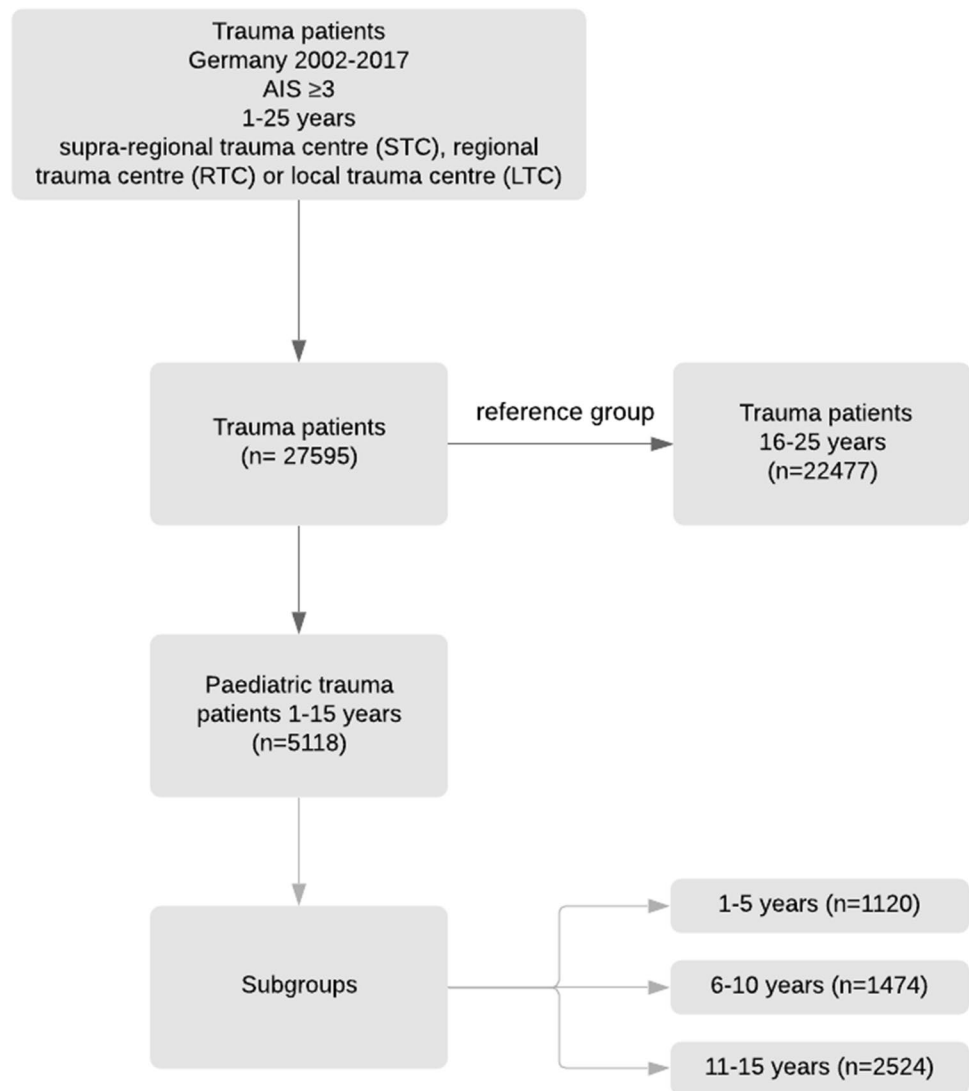 Trauma patients
Germany 2002-2017
AIS ≥3
1-25 years
supra-regional trauma centre (STC), regional
trauma centre (RTC) or local trauma centre (LTC)
Trauma patients
(n= 27595)
reference group
Trauma patients
16-25 years
(n=22477)
Paediatric trauma
patients 1-15 years
(n=5118)
Subgroups
1-5 years (n=1120)
6-10 years (n=1474)
11-15 years (n=2524)